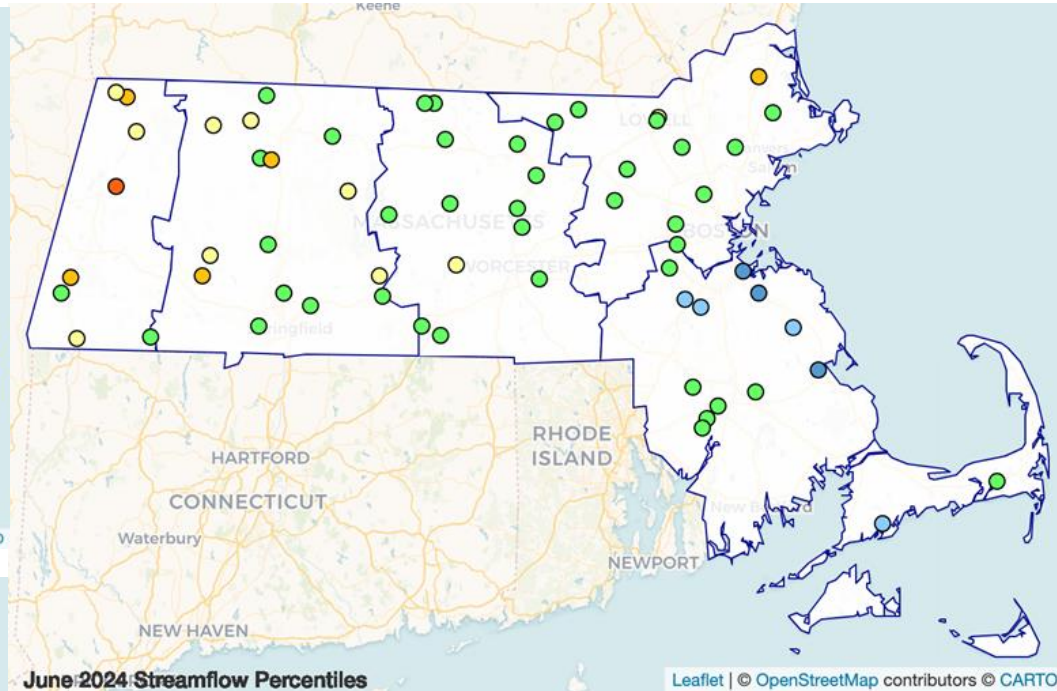 Keene
LOWELL
Danvers
Salem
MASSACHUSETTS
BOSTON
WORCESTER
Springfield
RHODE
ISLAND
HARTFORD
CONNECTICUT
New Bedford
Waterbury
NEWPORT
NEW HAVEN
June 2024 Streamflow Percentiles
Leaflet | © OpenStreetMap contributors © CARTO